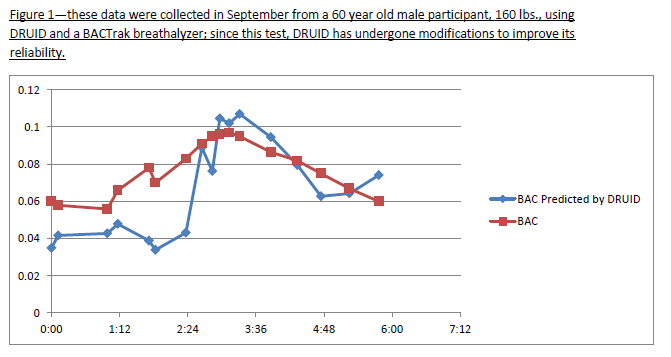 Figure 1—these data were collected in September from a 60 year old male participant, 160 lbs., using
DRUID and a BACTrak breathalyzer; since this test, DRUID has undergone modifications to improve its
reliability.
0.12
0.1
0.08
0.06
0.04
0.02
0
0:00 1:12 2:24 3:36 4:48 6:00 7:12
BAC Predicted by DRUID
BAC